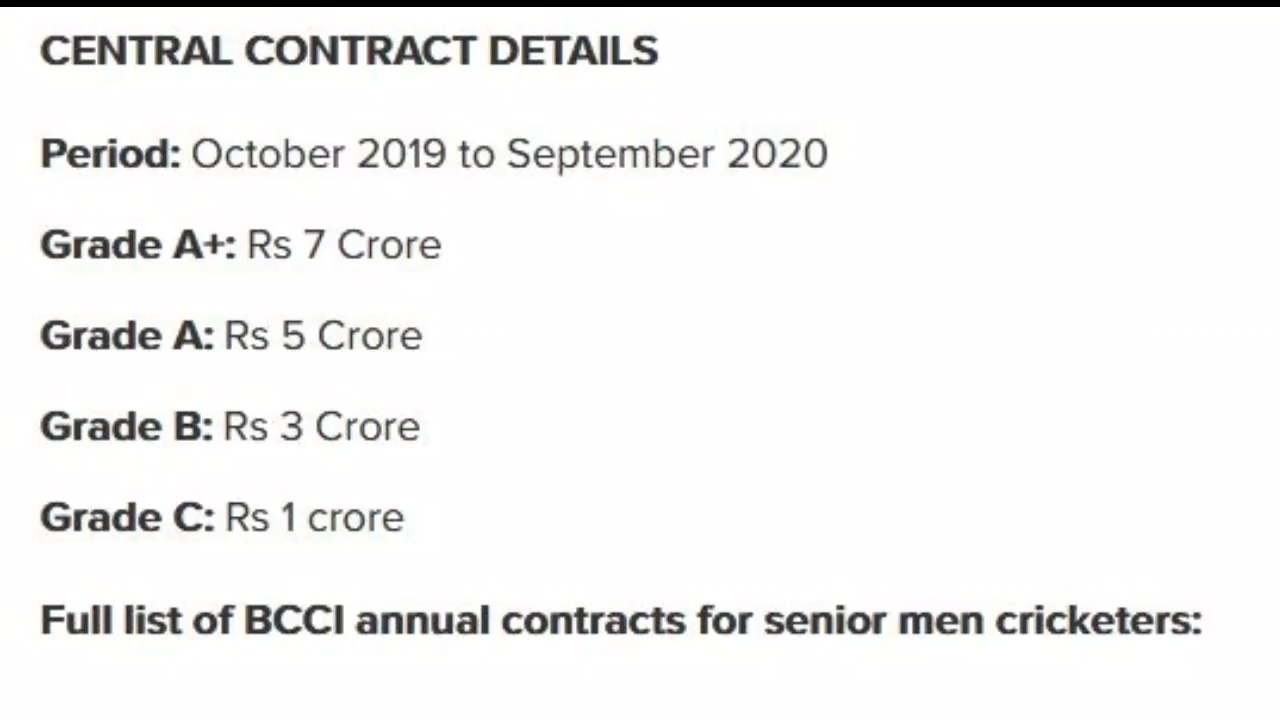 CENTRAL CONTRACT DETAILS
Period: October 2019 to September 2020
Grade A+: Rs 7 Crore
Grade A: Rs 5 Crore
Grade B: Rs 3 Crore
Grade C: Rs 1 crore
Full list of BCCI annual contracts for senior men cricketers: